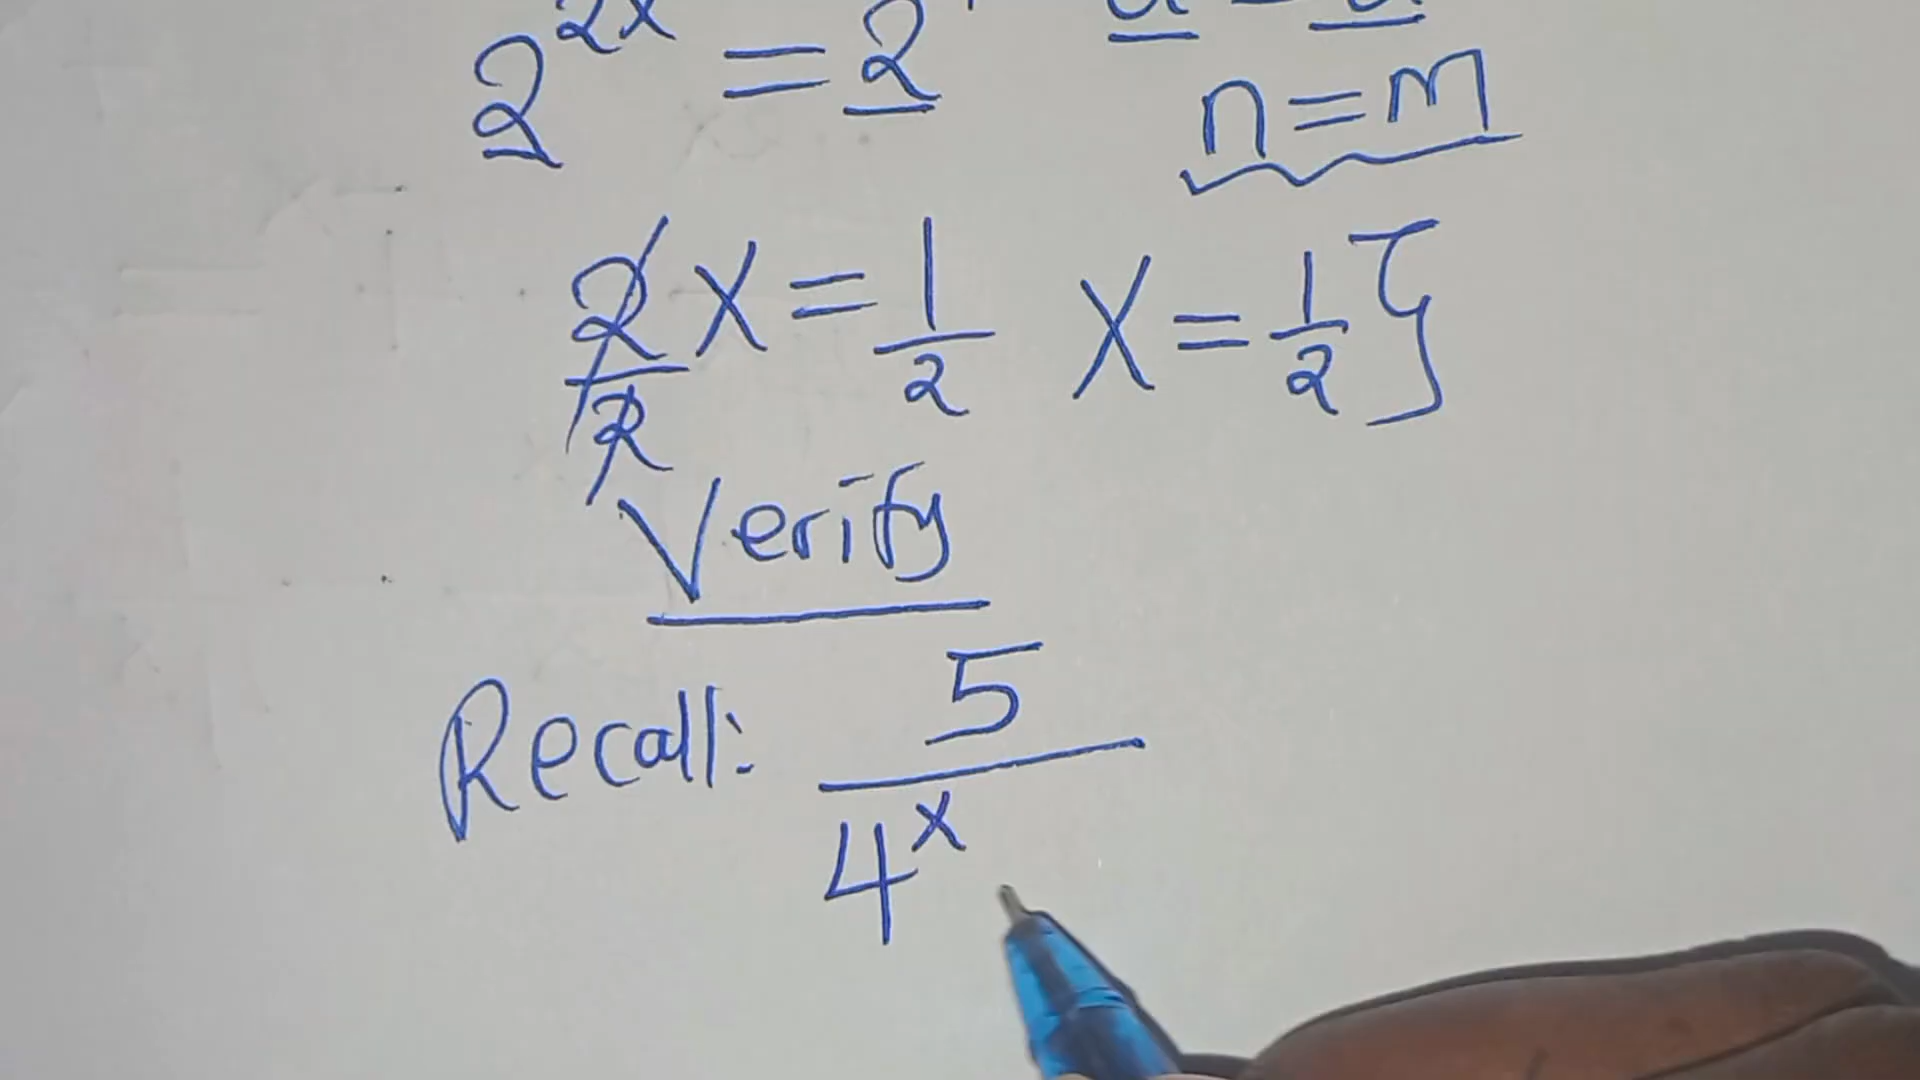 2^2x = 2
n=m
2x/2 = 1/2 x = 1/2
Verify
Recall: 5/4^x